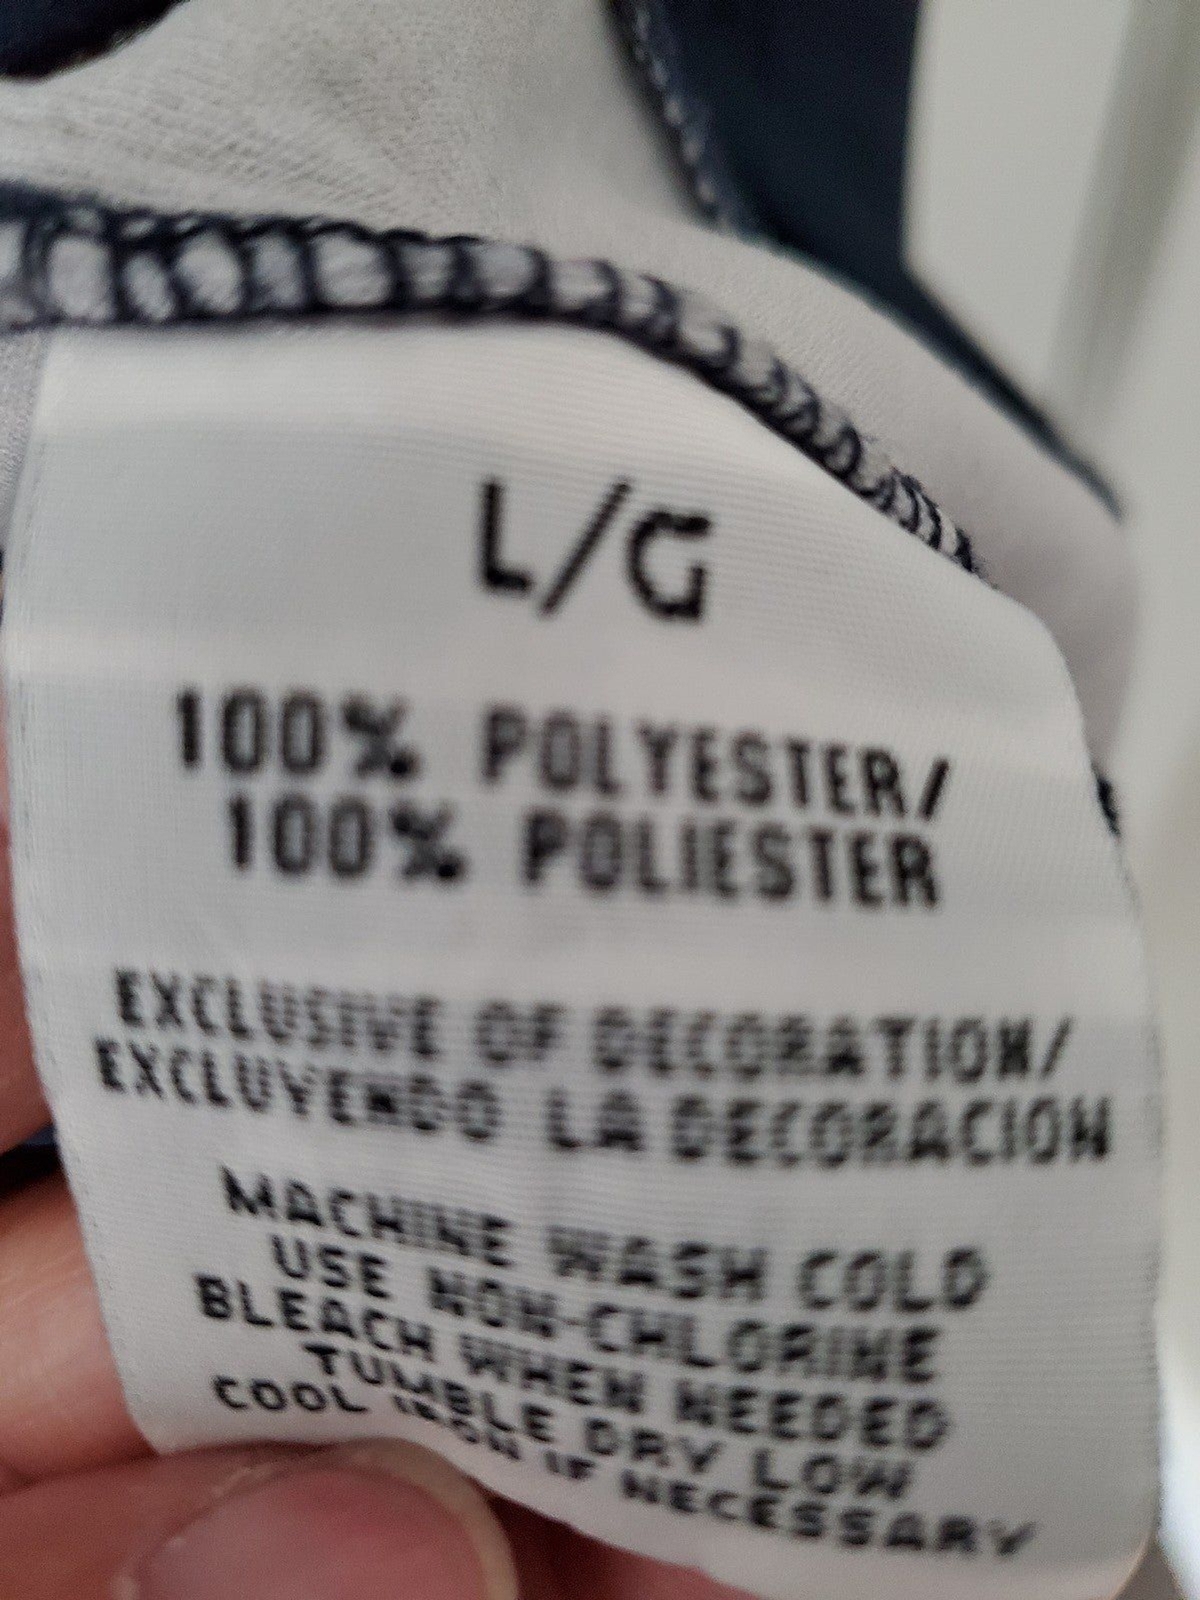 L/G
100% POLYESTER/
100% POLIESTER
EXCLUSIVE OF DECORATION/
EXCLUYENDO LA DECORACION
MACHINE WASH COLD
USE NON-CHLORINE
BLEACH WHEN NEEDED
TUMBLE DRY LOW
COOL IRON IF NECESSARY